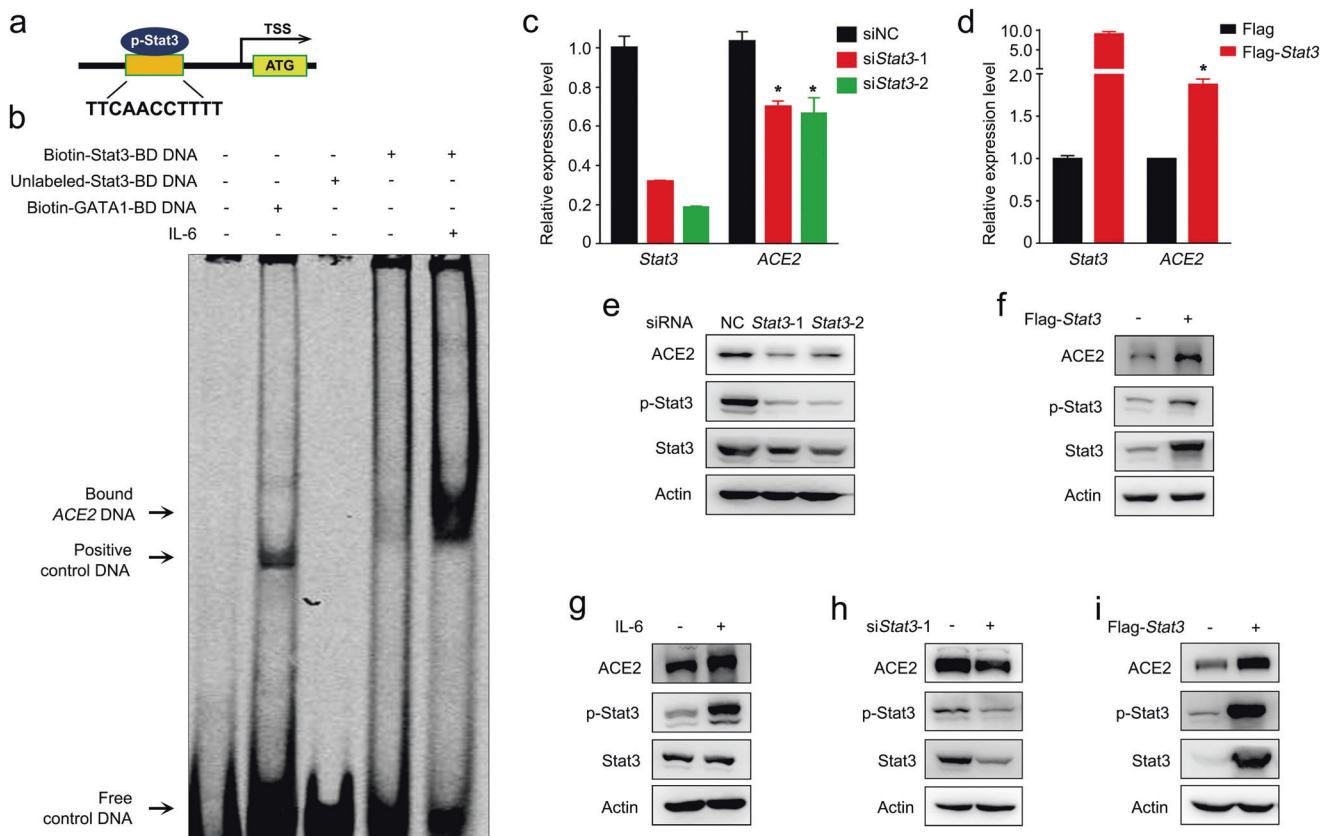 a
p-Stat3
TSS
ATG
TTCAACCTTTT
b
Biotin-Stat3-BD DNA - - - + +
Unlabeled-Stat3-BD DNA - - + - -
Biotin-GATA1-BD DNA - + - - -
IL-6 - - - - +
Bound
ACE2 DNA
Positive
control DNA
Free
control DNA
c
Relative expression level
1.0
0.8
0.6
0.4
0.2
0
* *
Stat3 ACE2
siNC
siStat3-1
siStat3-2
d
Relative expression level
10.0
5.0
2.0
1.0
0
*
Stat3 ACE2
Flag
Flag-Stat3
e
siRNA NC Stat3-1 Stat3-2
ACE2
p-Stat3
Stat3
Actin
f
Flag-Stat3 - +
ACE2
p-Stat3
Stat3
Actin
g
IL-6 - +
ACE2
p-Stat3
Stat3
Actin
h
siStat3-1 - +
ACE2
p-Stat3
Stat3
Actin
i
Flag-Stat3 - +
ACE2
p-Stat3
Stat3
Actin